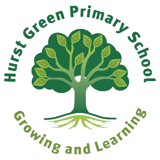 Hurst Green Primary School
Growing and Learning